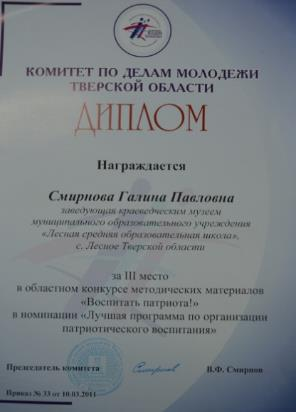 КОМИТЕТ ПО ДЕЛАМ МОЛОДЕЖИ
ТВЕРСКОЙ ОБЛАСТИ
ДИПЛОМ
Награждается
Смирнова Галина Павловна
заведующая краеведческим музеем
муниципального образовательного учреждения
«Лесная средняя образовательная школа»,
с. Лесное Тверской области
за III место
в областном конкурсе методических материалов
«Воспитать патриота!»
в номинации «Лучшая программа по организации
патриотического воспитания»
Председатель комитета
В.Ф. Смирнов
Приказ № 33 от 10.03.2011